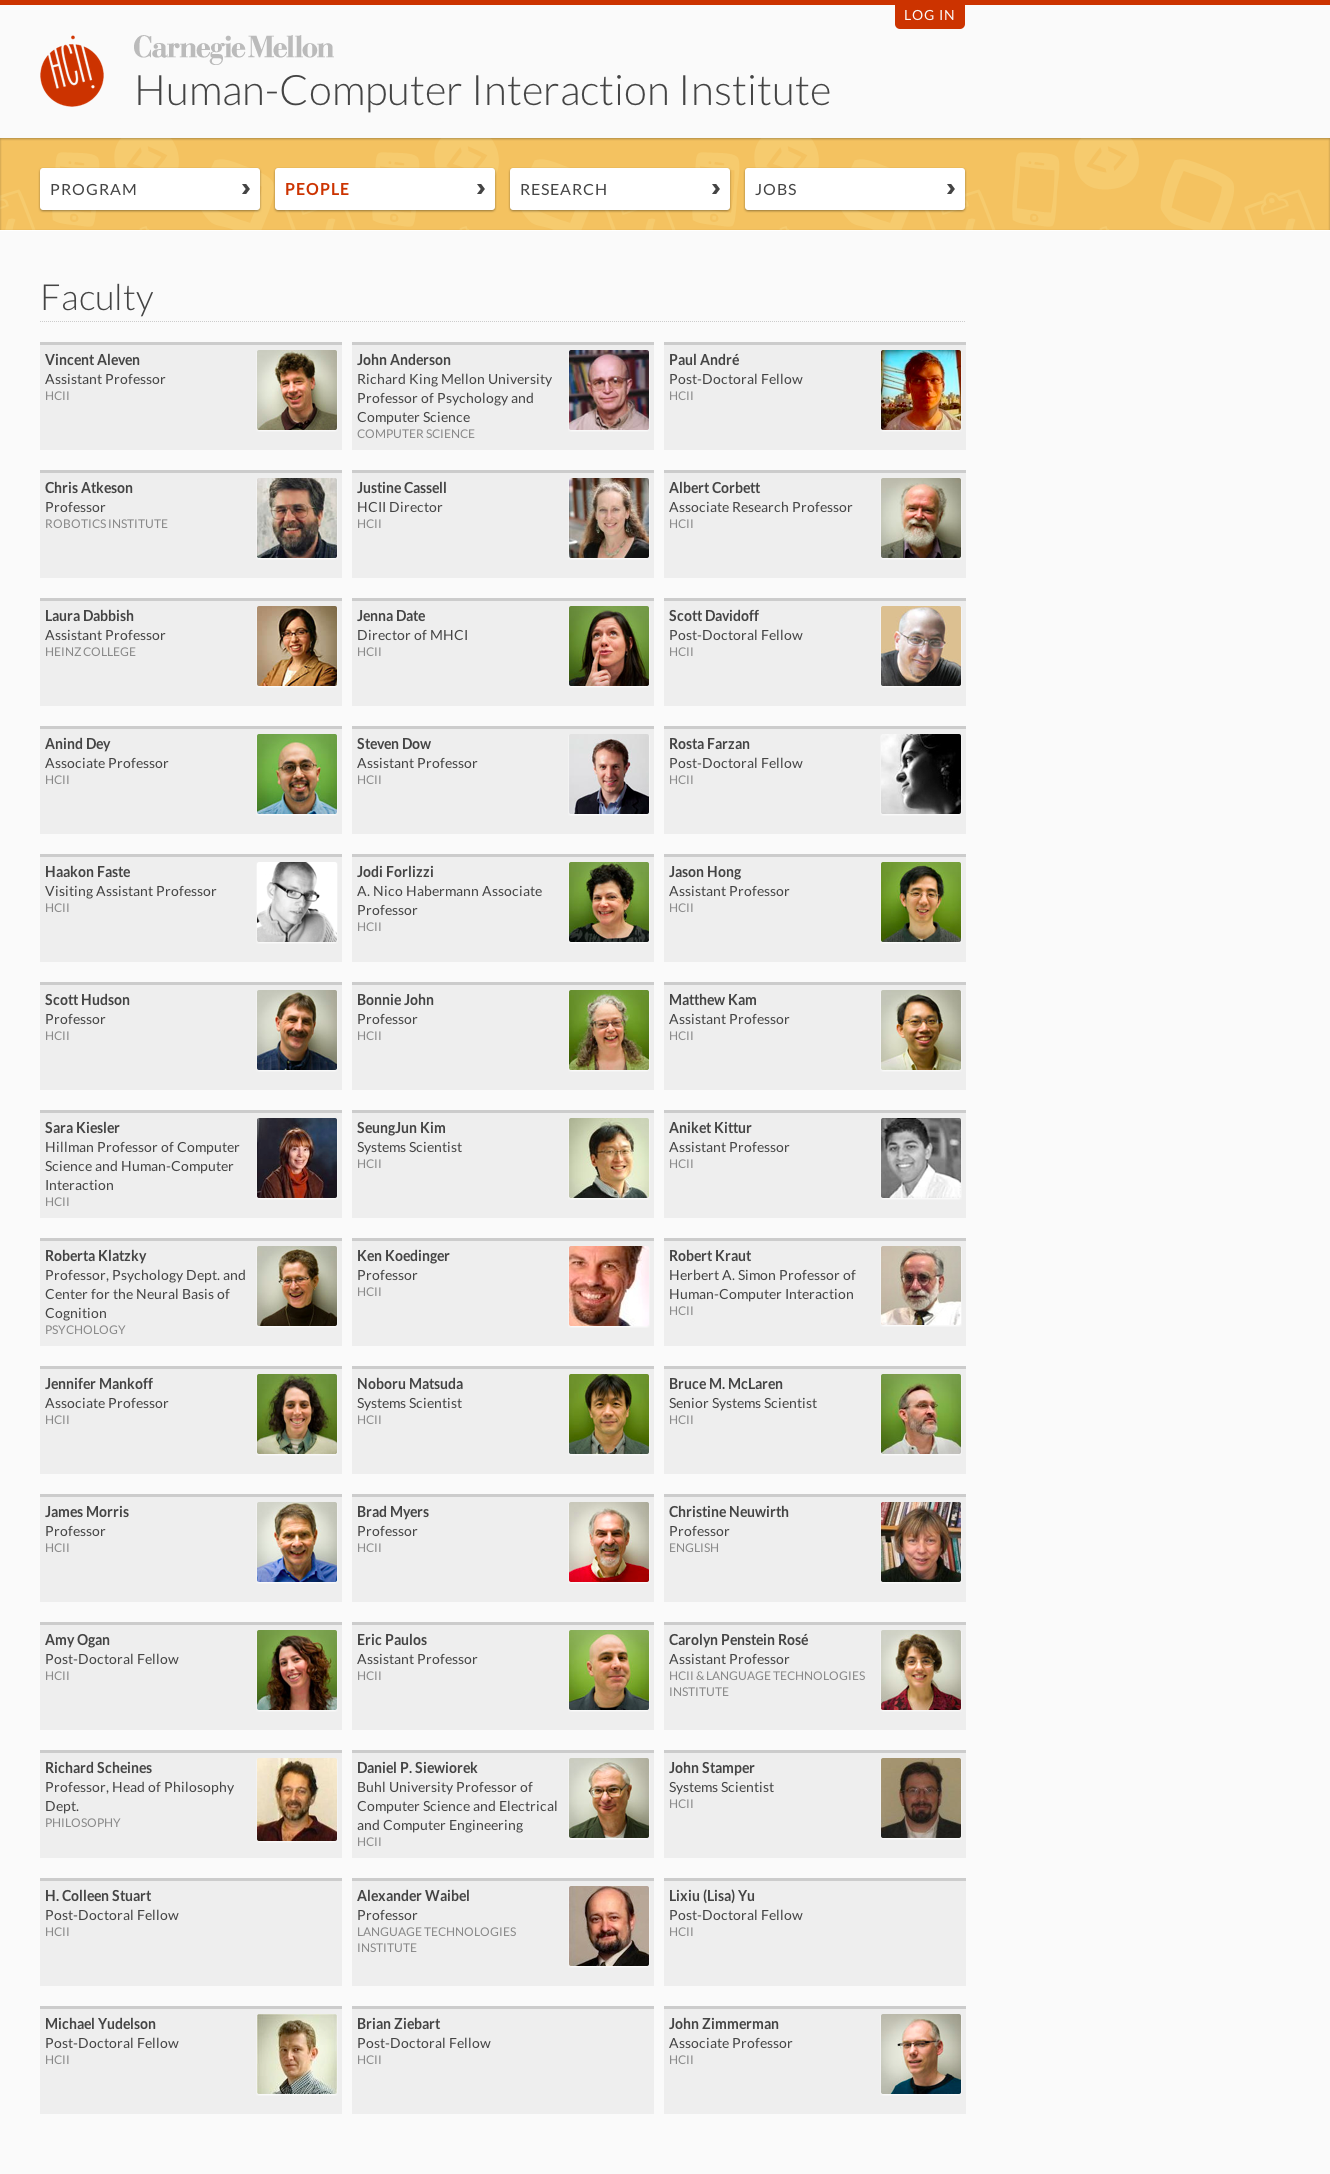 LOG IN
HCII
Carnegie Mellon
Human-Computer Interaction Institute
PROGRAM
PEOPLE
RESEARCH
JOBS
Faculty
Vincent Aleven
Assistant Professor
HCII
John Anderson
Richard King Mellon University
Professor of Psychology and
Computer Science
COMPUTER SCIENCE
Paul André
Post-Doctoral Fellow
HCII
Chris Atkeson
Professor
ROBOTICS INSTITUTE
Justine Cassell
HCII Director
HCII
Albert Corbett
Associate Research Professor
HCII
Laura Dabbish
Assistant Professor
HEINZ COLLEGE
Jenna Date
Director of MHCI
HCII
Scott Davidoff
Post-Doctoral Fellow
HCII
Anind Dey
Associate Professor
HCII
Steven Dow
Assistant Professor
HCII
Rosta Farzan
Post-Doctoral Fellow
HCII
Haakon Faste
Visiting Assistant Professor
HCII
Jodi Forlizzi
A. Nico Habermann Associate
Professor
HCII
Jason Hong
Assistant Professor
HCII
Scott Hudson
Professor
HCII
Bonnie John
Professor
HCII
Matthew Kam
Assistant Professor
HCII
Sara Kiesler
Hillman Professor of Computer
Science and Human-Computer
Interaction
HCII
SeungJun Kim
Systems Scientist
HCII
Aniket Kittur
Assistant Professor
HCII
Roberta Klatzky
Professor, Psychology Dept. and
Center for the Neural Basis of
Cognition
PSYCHOLOGY
Ken Koedinger
Professor
HCII
Robert Kraut
Herbert A. Simon Professor of
Human-Computer Interaction
HCII
Jennifer Mankoff
Associate Professor
HCII
Noboru Matsuda
Systems Scientist
HCII
Bruce M. McLaren
Senior Systems Scientist
HCII
James Morris
Professor
HCII
Brad Myers
Professor
HCII
Christine Neuwirth
Professor
ENGLISH
Amy Ogan
Post-Doctoral Fellow
HCII
Eric Paulos
Assistant Professor
HCII
Carolyn Penstein Rosé
Assistant Professor
HCII & LANGUAGE TECHNOLOGIES
INSTITUTE
Richard Scheines
Professor, Head of Philosophy
Dept.
PHILOSOPHY
Daniel P. Siewiorek
Buhl University Professor of
Computer Science and Electrical
and Computer Engineering
HCII
John Stamper
Systems Scientist
HCII
H. Colleen Stuart
Post-Doctoral Fellow
HCII
Alexander Waibel
Professor
LANGUAGE TECHNOLOGIES
INSTITUTE
Lixiu (Lisa) Yu
Post-Doctoral Fellow
HCII
Michael Yudelson
Post-Doctoral Fellow
HCII
Brian Ziebart
Post-Doctoral Fellow
HCII
John Zimmerman
Associate Professor
HCII